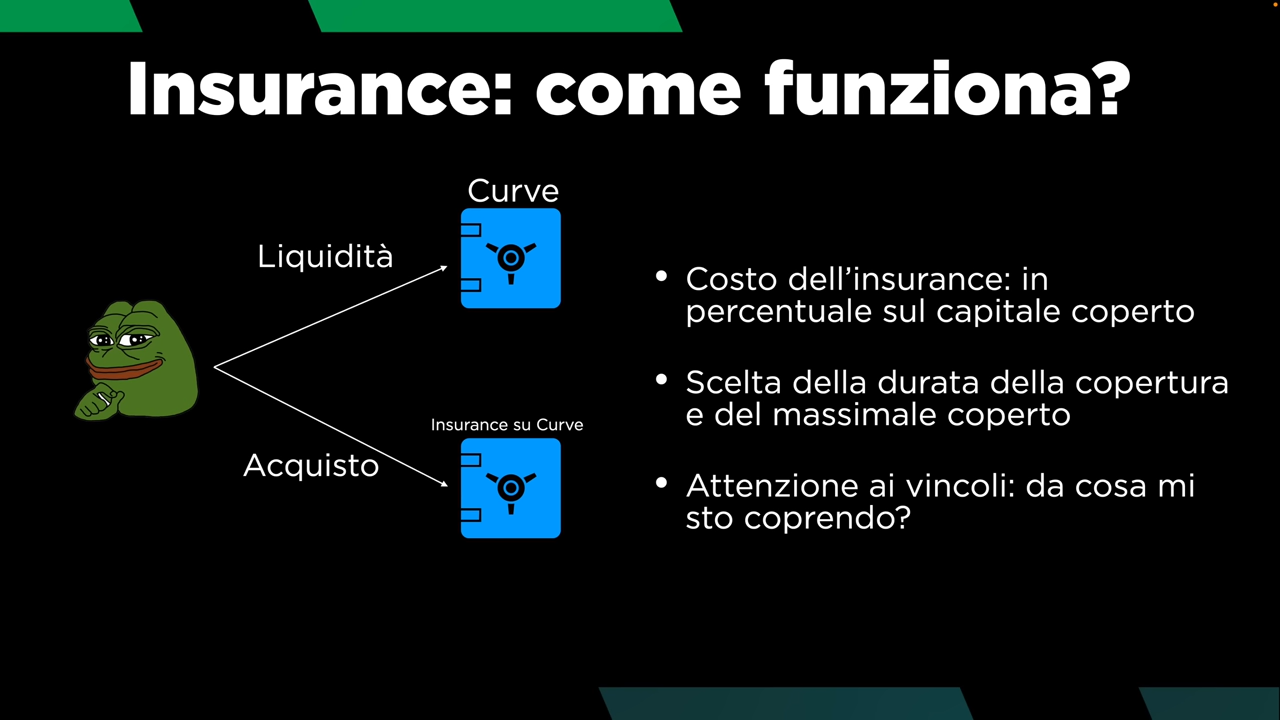 Insurance: come funziona?
Curve
Liquidità
Insurance su Curve
Acquisto
• Costo dell’insurance: in
percentuale sul capitale coperto
• Scelta della durata della copertura
e del massimale coperto
• Attenzione ai vincoli: da cosa mi
sto coprendo?